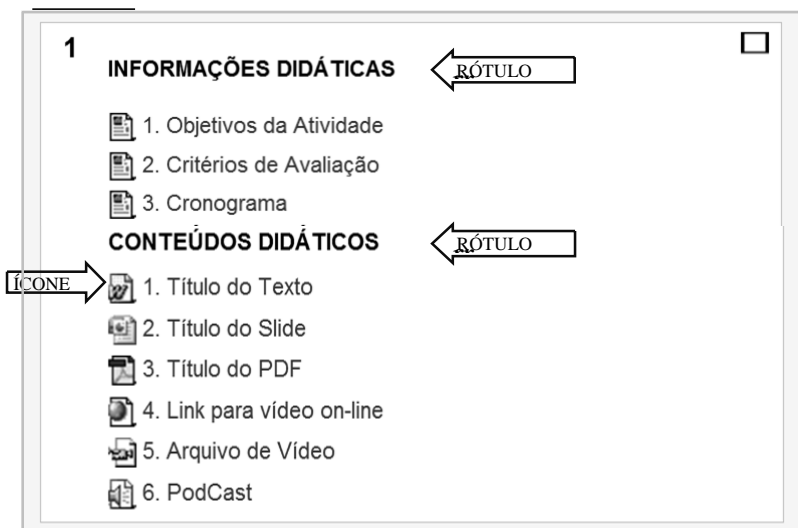 1
INFORMAÇÕES DIDÁTICAS
RÓTULO
1. Objetivos da Atividade
2. Critérios de Avaliação
3. Cronograma
CONTEÚDOS DIDÁTICOS
RÓTULO
ÍCONE
1. Título do Texto
2. Título do Slide
3. Título do PDF
4. Link para vídeo on-line
5. Arquivo de Vídeo
6. PodCast